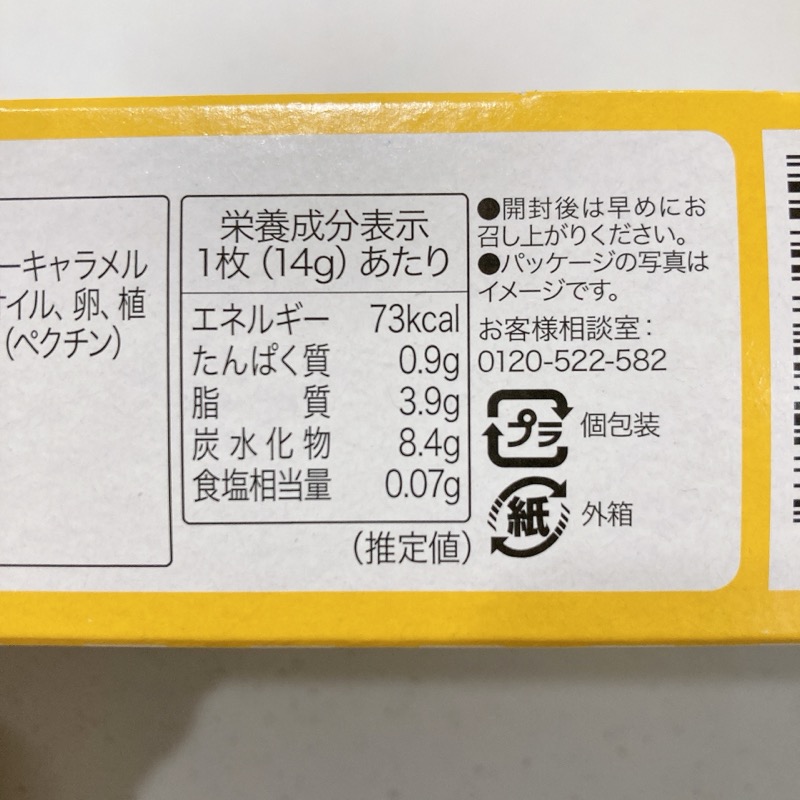 ーキャラメル
オイル、卵、植
(ペクチン)
栄養成分表示
1枚(14g)あたり
エネルギー 73kcal
たんぱく質 0.9g
脂質 3.9g
炭水化物 8.4g
食塩相当量 0.07g
(推定値)
●開封後は早めにお
召し上がりください。
●パッケージの写真は
イメージです。
お客様相談室:
0120-522-582
プラ 個包装
紙 外箱